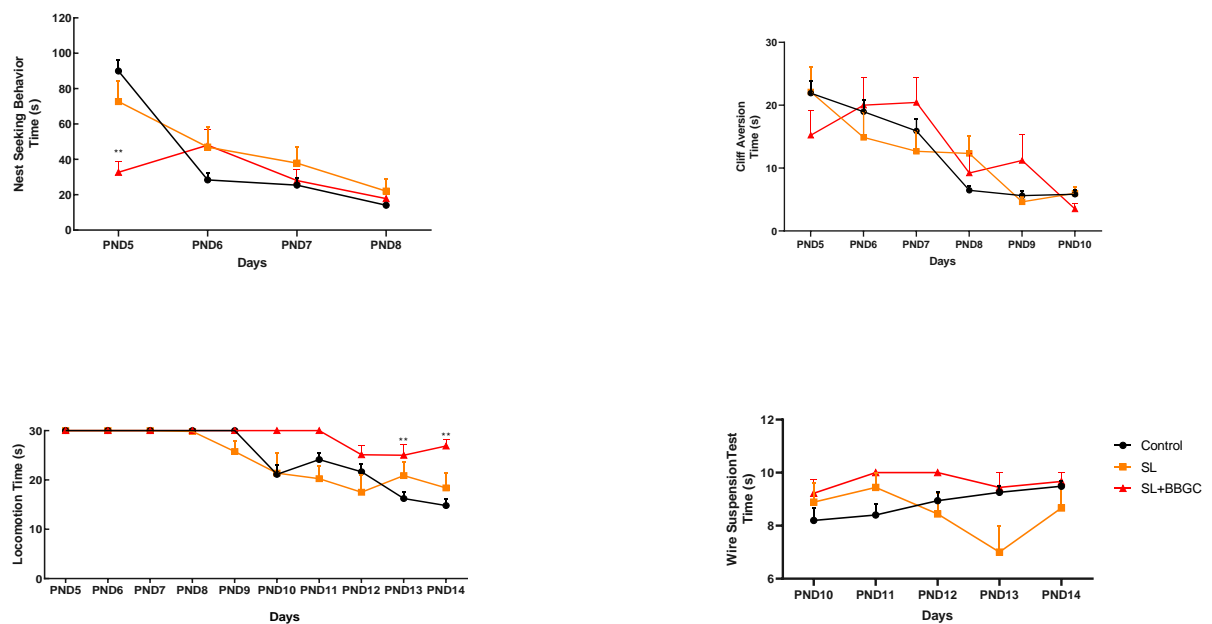 120
100
80
60
40
20
0
Nest Seeking Behavior
Time (s)
**
PND5 PND6 PND7 PND8
Days
30
20
10
0
Cliff Aversion
Time (s)
PND5 PND6 PND7 PND8 PND9 PND10
Days
30
20
10
0
Locomotion Time (s)
** **
PND5 PND6 PND7 PND8 PND9 PND10 PND11 PND12 PND13 PND14
Days
12
10
8
6
Wire SuspensionTest
Time (s)
PND10 PND11 PND12 PND13 PND14
Days
Control
SL
SL+BBGC